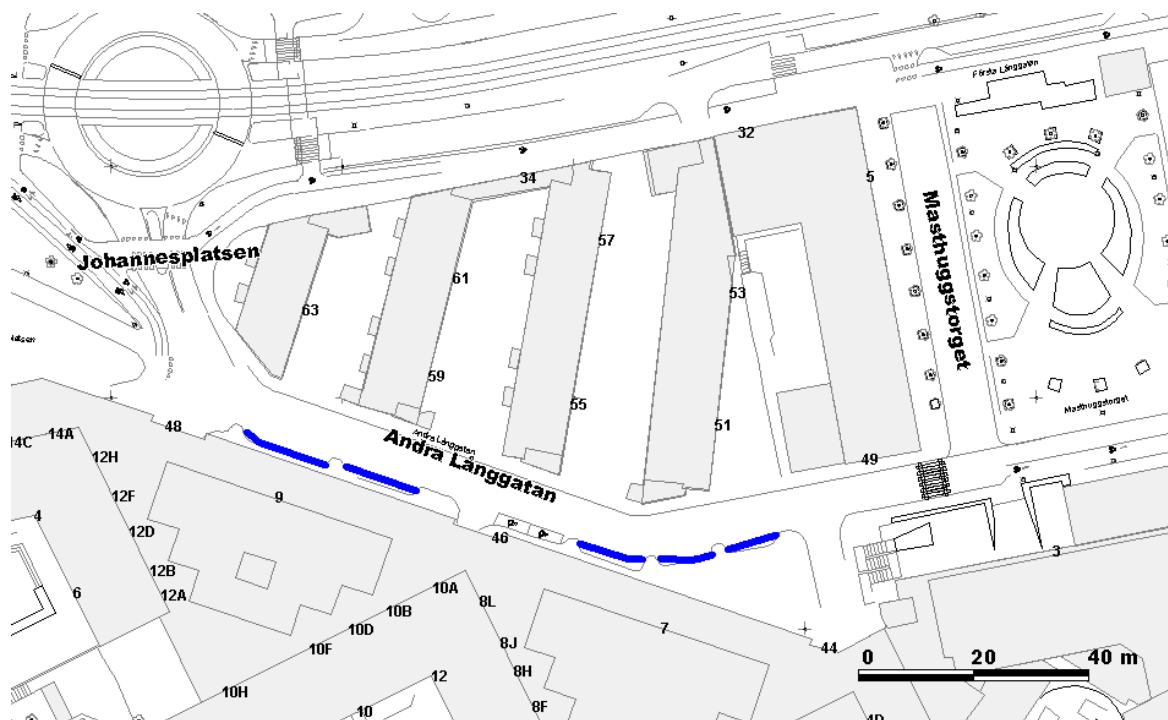 Första Långgatan
32
34
5
Masthuggstorget
57
Johannesplatsen
61
53
63
59
55
Masthuggstorget
51
48
14C
14A
Andra Långgatan
Andra Långgatan
12H
49
9
12F
4
12D
46
3
12B
6
12A
10A
8L
10B
10D
7
8J
10F
44
8H
0 20 40 m
12
10H
8F
10
4D